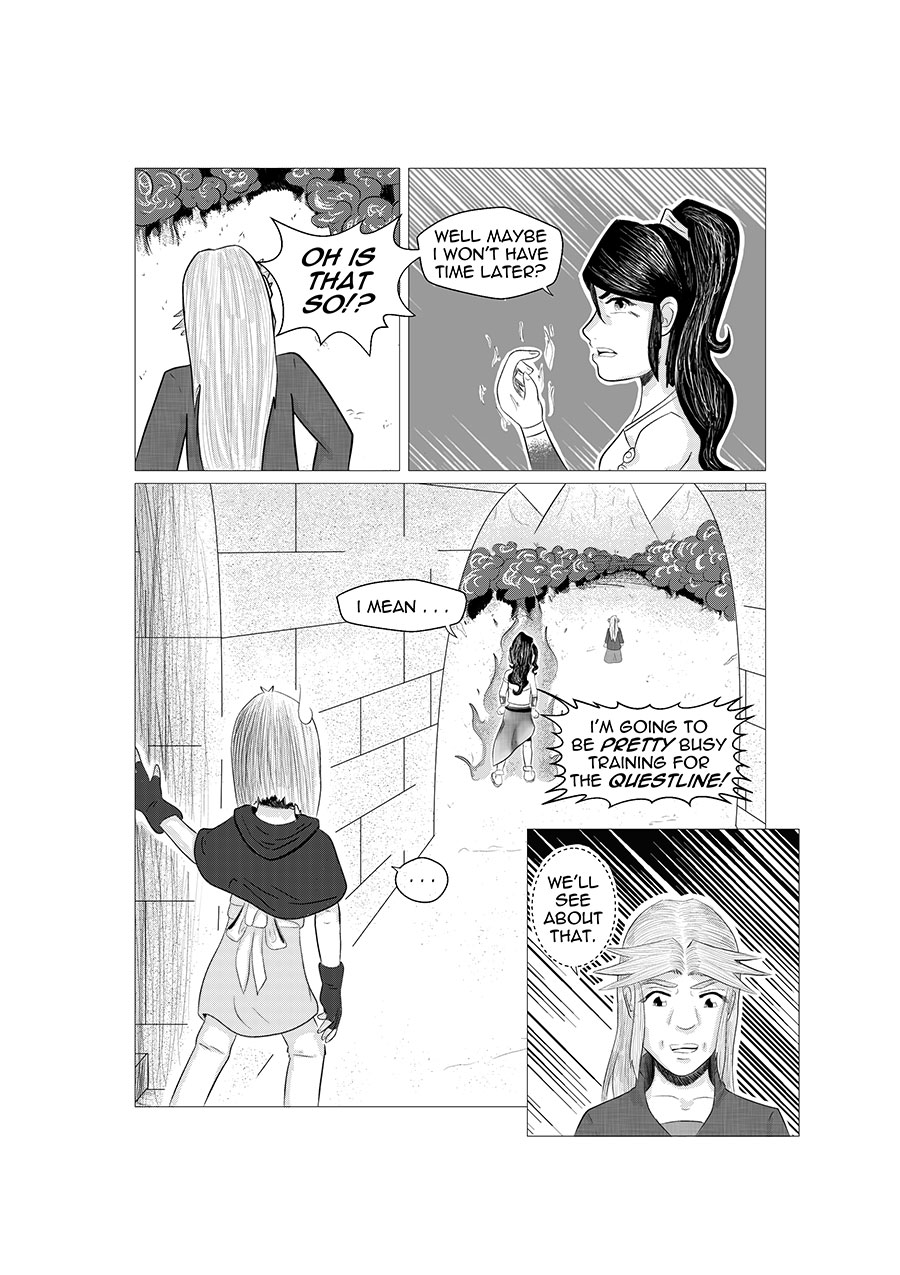 OH IS
THAT
SO!?
WELL MAYBE
I WON'T HAVE
TIME LATER?
I MEAN . . .
I'M GOING TO
BE PRETTY BUSY
TRAINING FOR
THE QUESTLINE!
. . .
WE'LL
SEE
ABOUT
THAT.